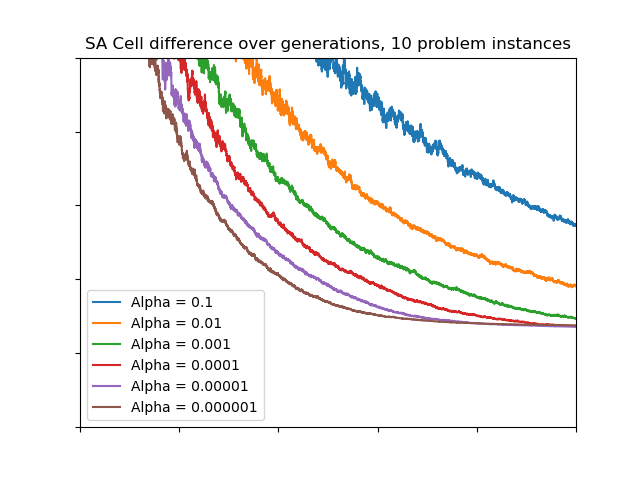 SA Cell difference over generations, 10 problem instances
Alpha = 0.1
Alpha = 0.01
Alpha = 0.001
Alpha = 0.0001
Alpha = 0.00001
Alpha = 0.000001